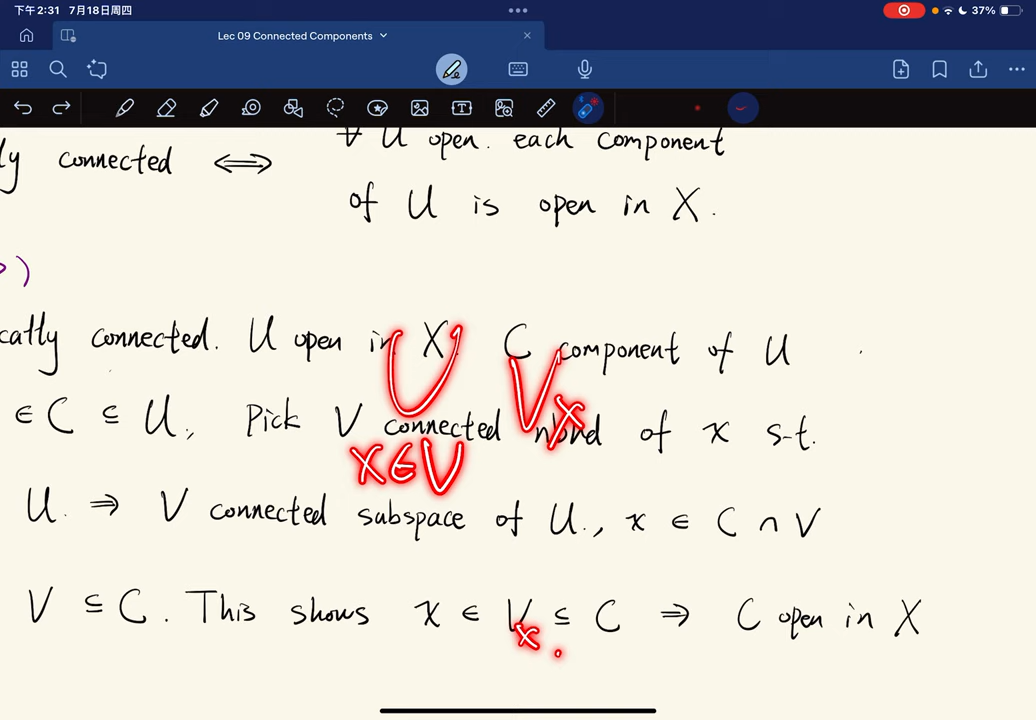 下午2:31 7月18日周四
37%
Lec 09 Connected Components
∀ U open. each component
ly connected ⟺
of U is open in X.
⇒)
cally connected. U open in X. C component of U
∈ C ⊆ U, Pick V connected nbhd of x s.t.
U Vx
x∈V
U. ⇒ V connected subspace of U., x ∈ C ∩ V
V ⊆ C. This shows x ∈ Vx ⊆ C ⇒ C open in X